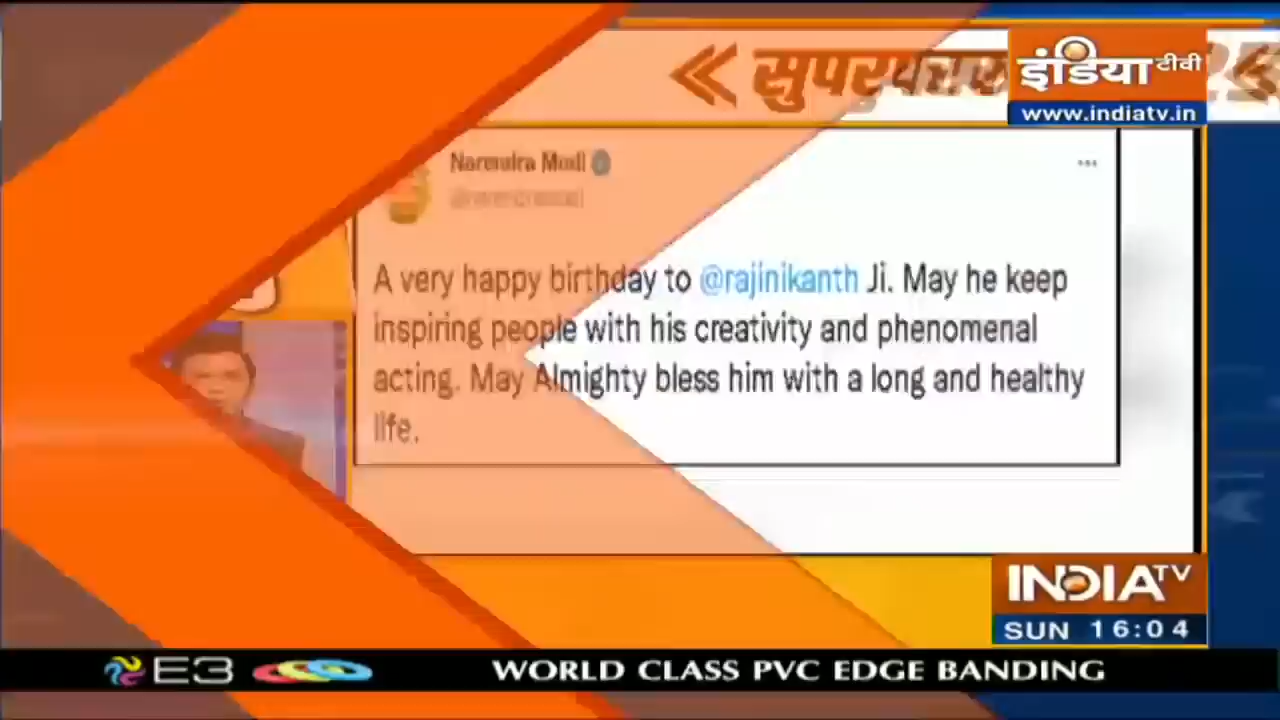 सुपरफास्ट
इंडिया टीवी
www.indiatv.in
Narendra Modi
A very happy birthday to @rajinikanth Ji. May he keep
inspiring people with his creativity and phenomenal
acting. May Almighty bless him with a long and healthy
life.
INDIA TV
SUN 16:04
E3
WORLD CLASS PVC EDGE BANDING